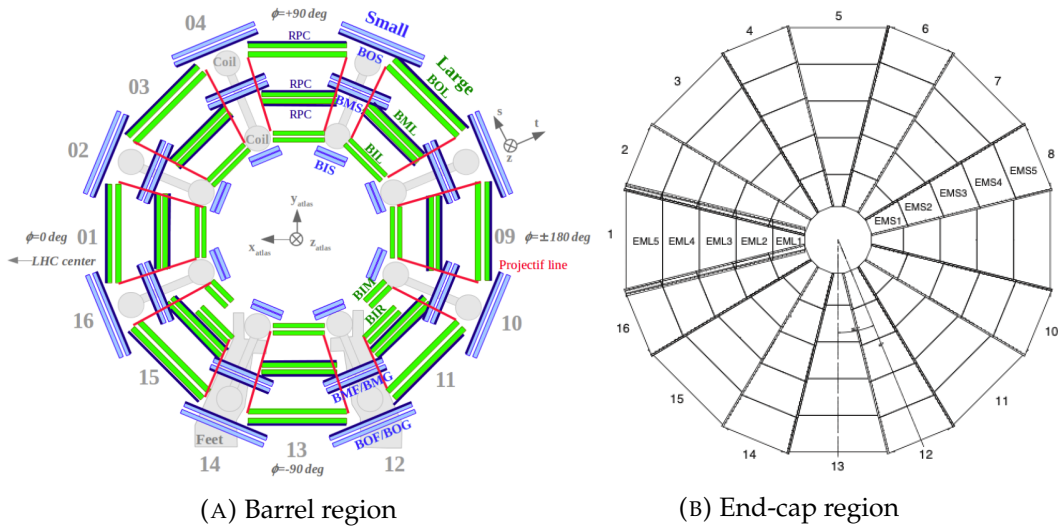 04
ϕ=+90 deg
Small
RPC
Coil
BOS
Large
BOL
03
RPC
BMS
BML
RPC
Coil
s
t
z
02
BIS
BIL
y atlas
x atlas
z atlas
ϕ=0 deg
01
09
ϕ=±180 deg
LHC center
Projectif line
BIM
BIR
16
10
15
11
BMF/BMG
BOF/BOG
Feet
14
13
12
ϕ=-90 deg
(A) Barrel region
5
4
6
3
7
2
8
EMS1
EMS2
EMS3
EMS4
EMS5
1
EML5
EML4
EML3
EML2
EML1
16
10
15
11
14
13
12
(B) End-cap region